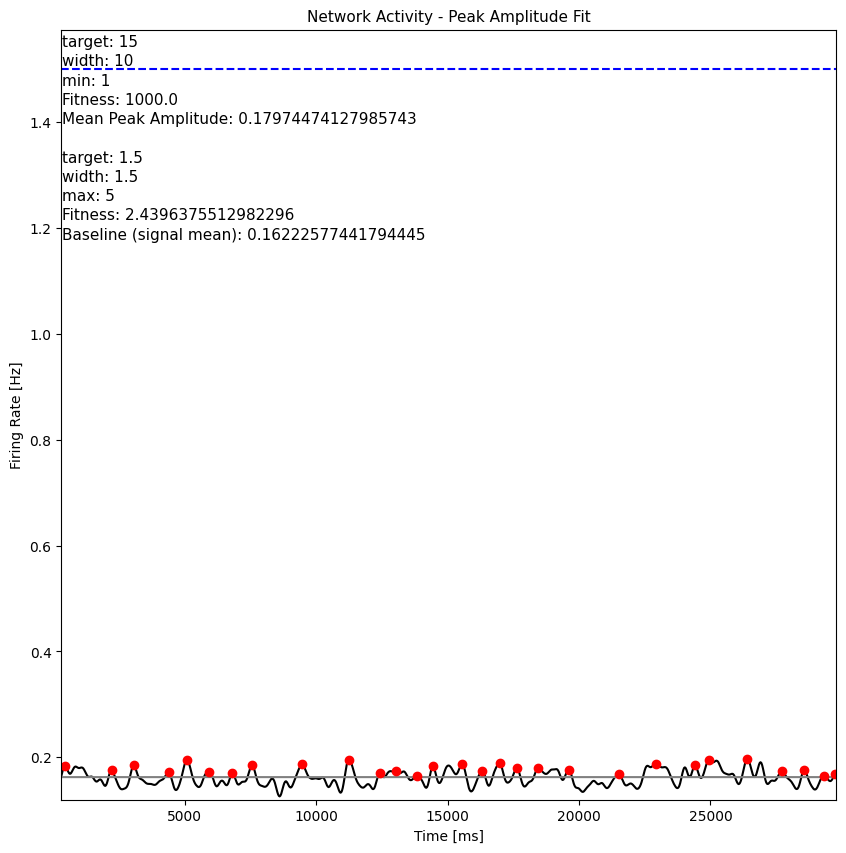 Network Activity - Peak Amplitude Fit
target: 15
width: 10
min: 1
Fitness: 1000.0
Mean Peak Amplitude: 0.17974474127985743
target: 1.5
width: 1.5
max: 5
Fitness: 2.4396375512982296
Baseline (signal mean): 0.16222577441794445
Firing Rate [Hz]
1.4
1.2
1.0
0.8
0.6
0.4
0.2
5000 10000 15000 20000 25000
Time [ms]